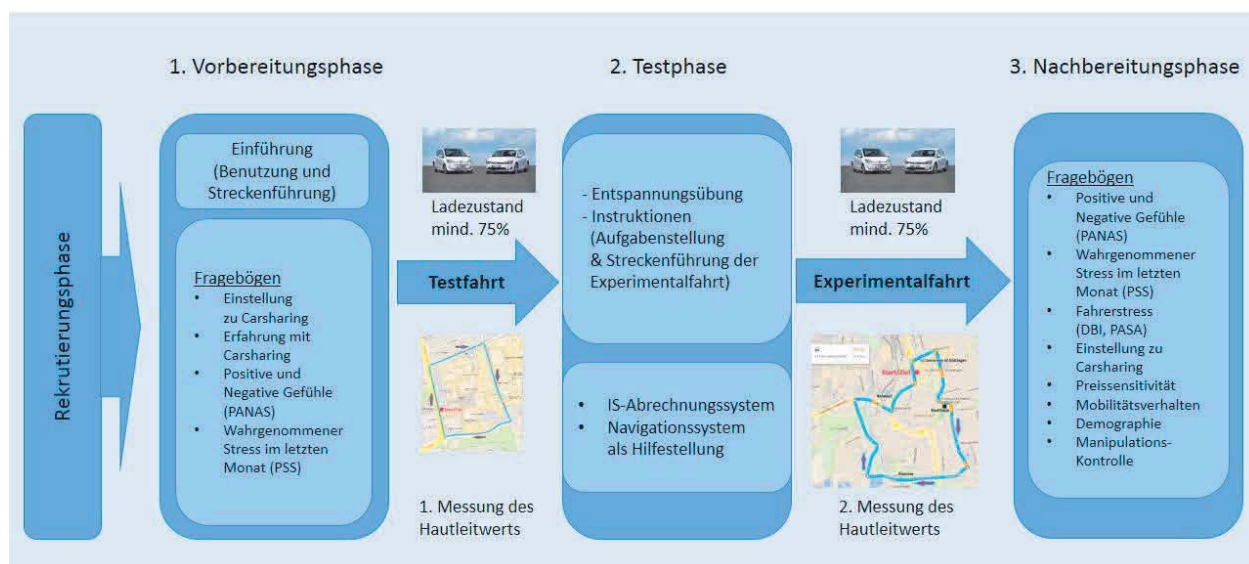 1. Vorbereitungsphase
2. Testphase
3. Nachbereitungsphase
Rekrutierungsphase
Einführung
(Benutzung und
Streckenführung)
Fragebögen
• Einstellung
zu Carsharing
• Erfahrung mit
Carsharing
• Positive und
Negative Gefühle
(PANAS)
• Wahrgenommener
Stress im letzten
Monat (PSS)
Ladezustand
mind. 75%
Testfahrt
1. Messung des
Hautleitwerts
- Entspannungsübung
- Instruktionen
(Aufgabenstellung
& Streckenführung der
Experimentalfahrt)
• IS-Abrechnungssystem
• Navigationssystem
als Hilfestellung
Ladezustand
mind. 75%
Experimentalfahrt
Start/Ziel
2. Messung des
Hautleitwerts
Fragebögen
• Positive und
Negative Gefühle
(PANAS)
• Wahrgenommener
Stress im letzten
Monat (PSS)
• Fahrerstress
(DBI, PASA)
• Einstellung zu
Carsharing
• Preissensitivität
• Mobilitätsverhalten
• Demographie
• Manipulations-
Kontrolle